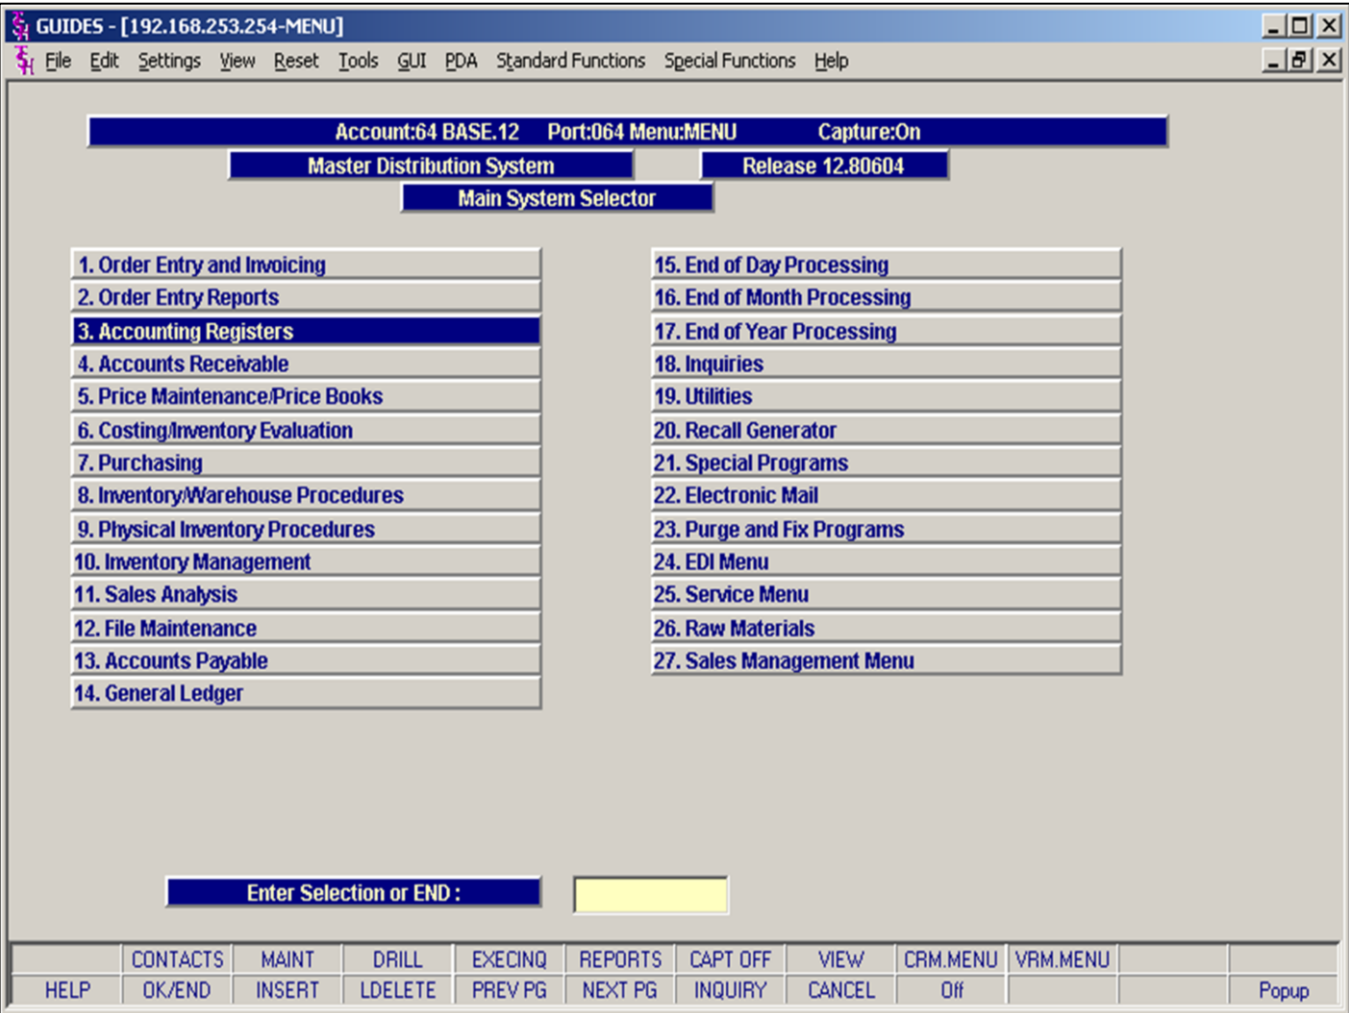 GUIDES - [192.168.253.254-MENU]
File Edit Settings View Reset Tools GUI PDA Standard Functions Special Functions Help
Account:64 BASE.12 Port:064 Menu:MENU Capture:On
Master Distribution System Release 12.80604
Main System Selector
1. Order Entry and Invoicing
2. Order Entry Reports
3. Accounting Registers
4. Accounts Receivable
5. Price Maintenance/Price Books
6. Costing/Inventory Evaluation
7. Purchasing
8. Inventory/Warehouse Procedures
9. Physical Inventory Procedures
10. Inventory Management
11. Sales Analysis
12. File Maintenance
13. Accounts Payable
14. General Ledger
15. End of Day Processing
16. End of Month Processing
17. End of Year Processing
18. Inquiries
19. Utilities
20. Recall Generator
21. Special Programs
22. Electronic Mail
23. Purge and Fix Programs
24. EDI Menu
25. Service Menu
26. Raw Materials
27. Sales Management Menu
Enter Selection or END :
CONTACTS MAINT DRILL EXECINQ REPORTS CAPT OFF VIEW CRM.MENU VRM.MENU
HELP OK/END INSERT LDELETE PREV PG NEXT PG INQUIRY CANCEL Off Popup